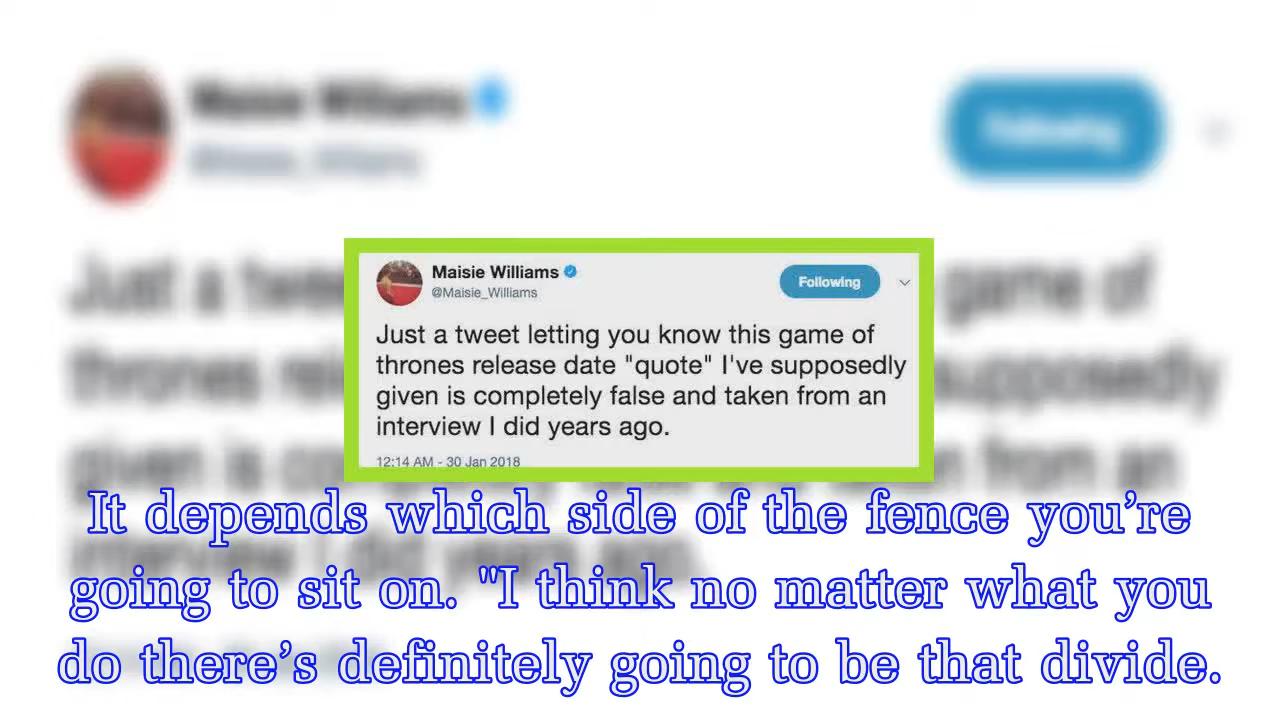 Maisie Williams
@Maisie_Williams
Following
Just a tweet letting you know this game of
thrones release date "quote" I've supposedly
given is completely false and taken from an
interview I did years ago.
12:14 AM - 30 Jan 2018
It depends which side of the fence you’re
going to sit on. "I think no matter what you
do there’s definitely going to be that divide.